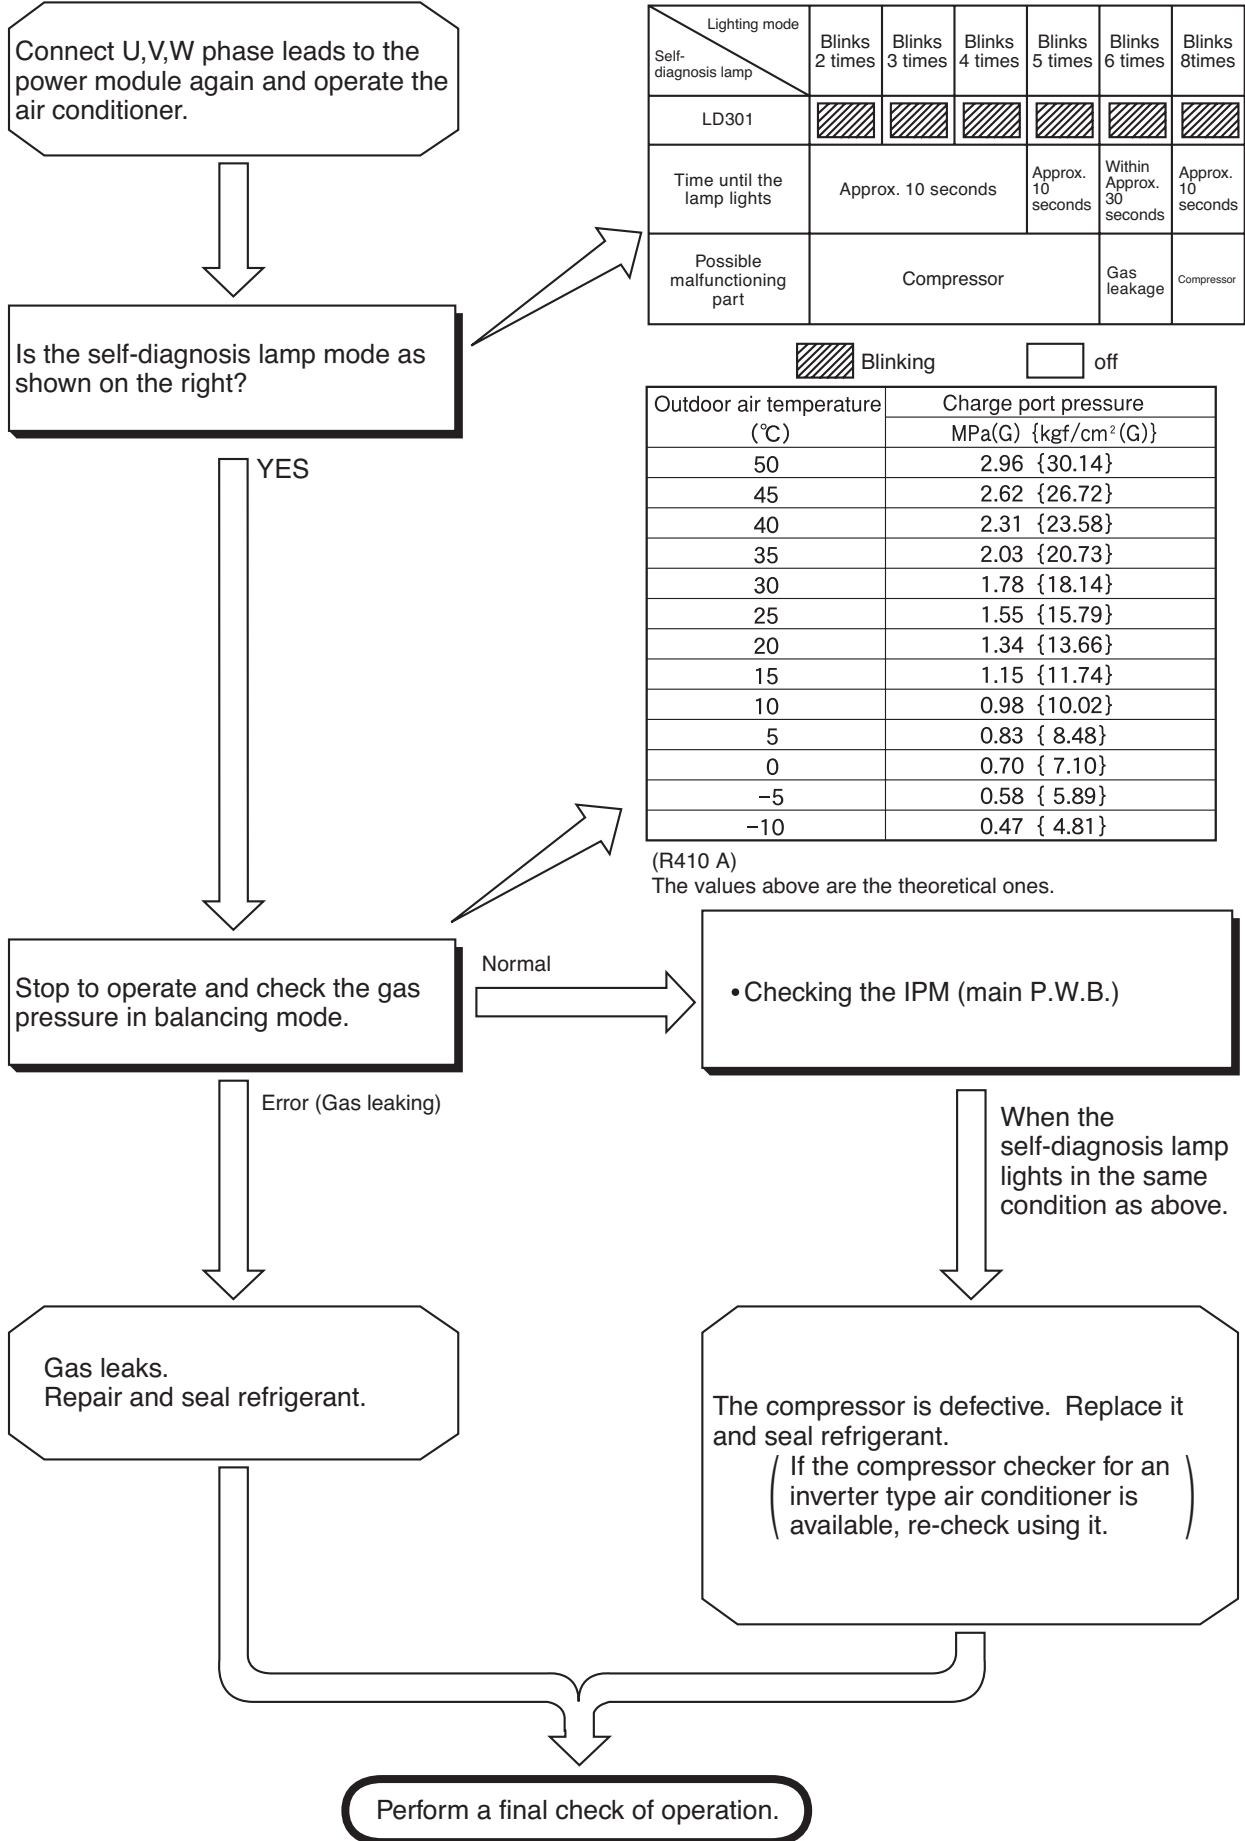 Connect U,V,W phase leads to the
power module again and operate the
air conditioner.
Lighting mode
Self-
diagnosis lamp
Blinks
2 times
Blinks
3 times
Blinks
4 times
Blinks
5 times
Blinks
6 times
Blinks
8times
LD301
Time until the
lamp lights
Approx. 10 seconds
Approx.
10
seconds
Within
Approx.
30
seconds
Approx.
10
seconds
Possible
malfunctioning
part
Compressor
Gas
leakage
Compressor
Blinking
off
Is the self-diagnosis lamp mode as
shown on the right?
YES
Outdoor air temperature Charge port pressure
(℃) MPa(G) {kgf/cm²(G)}
50 2.96 {30.14}
45 2.62 {26.72}
40 2.31 {23.58}
35 2.03 {20.73}
30 1.78 {18.14}
25 1.55 {15.79}
20 1.34 {13.66}
15 1.15 {11.74}
10 0.98 {10.02}
5 0.83 { 8.48}
0 0.70 { 7.10}
−5 0.58 { 5.89}
−10 0.47 { 4.81}
(R410 A)
The values above are the theoretical ones.
Stop to operate and check the gas
pressure in balancing mode.
Normal
•Checking the IPM (main P.W.B.)
Error (Gas leaking)
When the
self-diagnosis lamp
lights in the same
condition as above.
Gas leaks.
Repair and seal refrigerant.
The compressor is defective. Replace it
and seal refrigerant.
( If the compressor checker for an
inverter type air conditioner is
available, re-check using it. )
Perform a final check of operation.